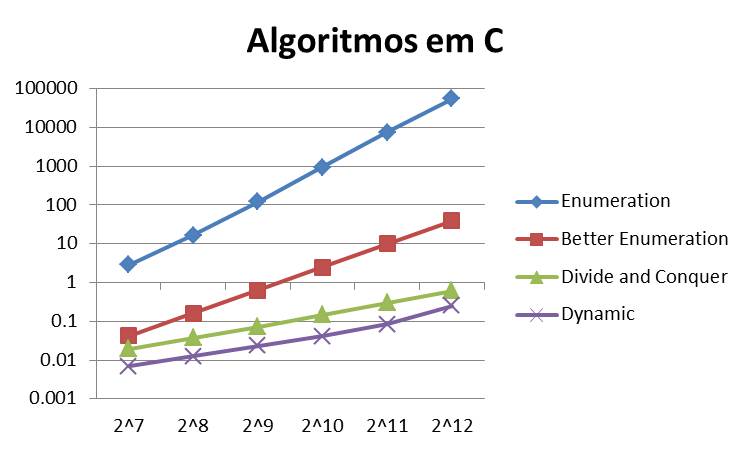 Algoritmos em C
100000
10000
1000
100
10
1
0.1
0.01
0.001
2^7 2^8 2^9 2^10 2^11 2^12
Enumeration
Better Enumeration
Divide and Conquer
Dynamic